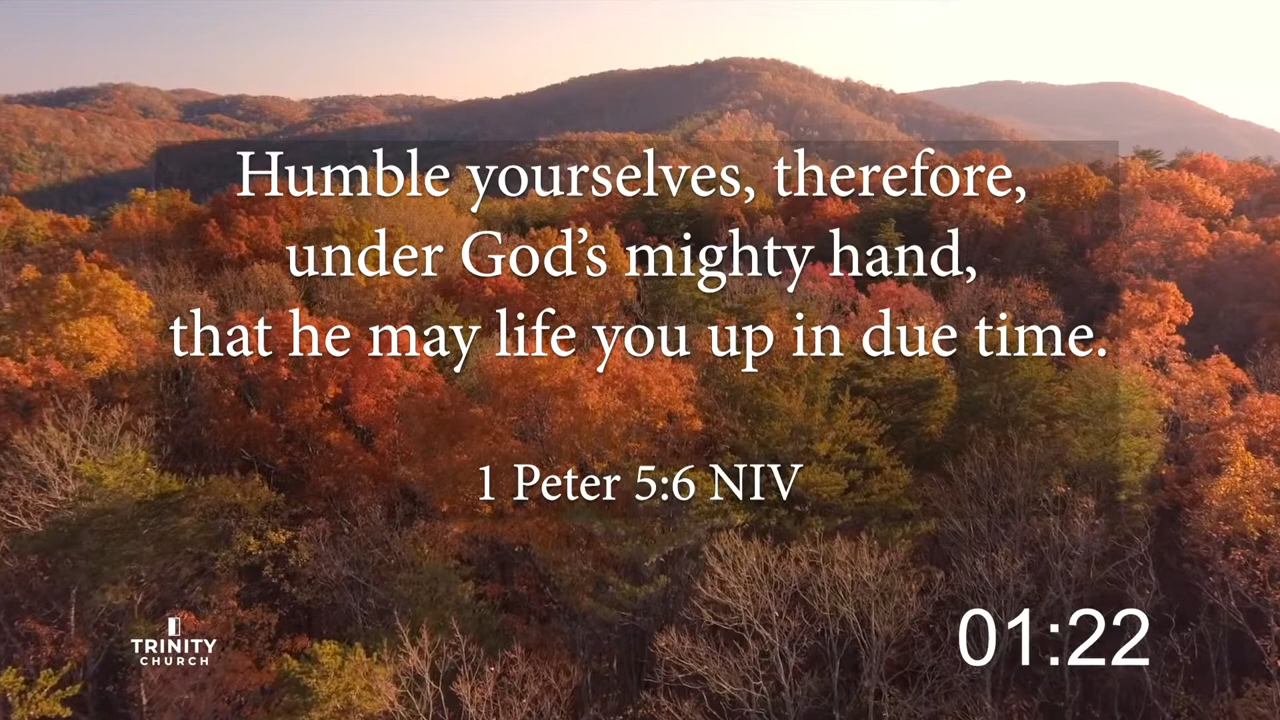 Humble yourselves, therefore,
under God’s mighty hand,
that he may life you up in due time.
1 Peter 5:6 NIV
TRINITY
CHURCH
01:22